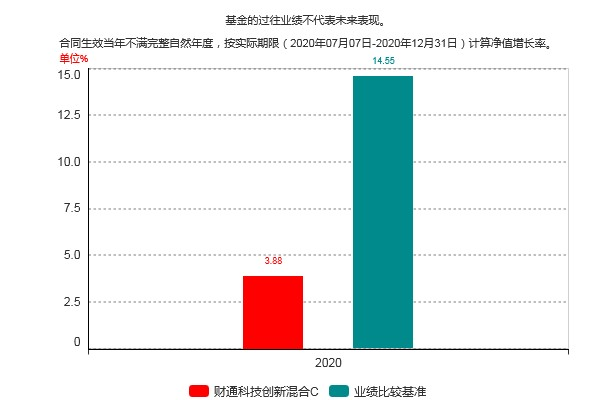 基金的过往业绩不代表未来表现。
合同生效当年不满完整自然年度，按实际期限（2020年07月07日-2020年12月31日）计算净值增长率。
单位%
15.0
14.55
12.5
10.0
7.5
5.0
3.88
2.5
0
2020
财通科技创新混合C 业绩比较基准